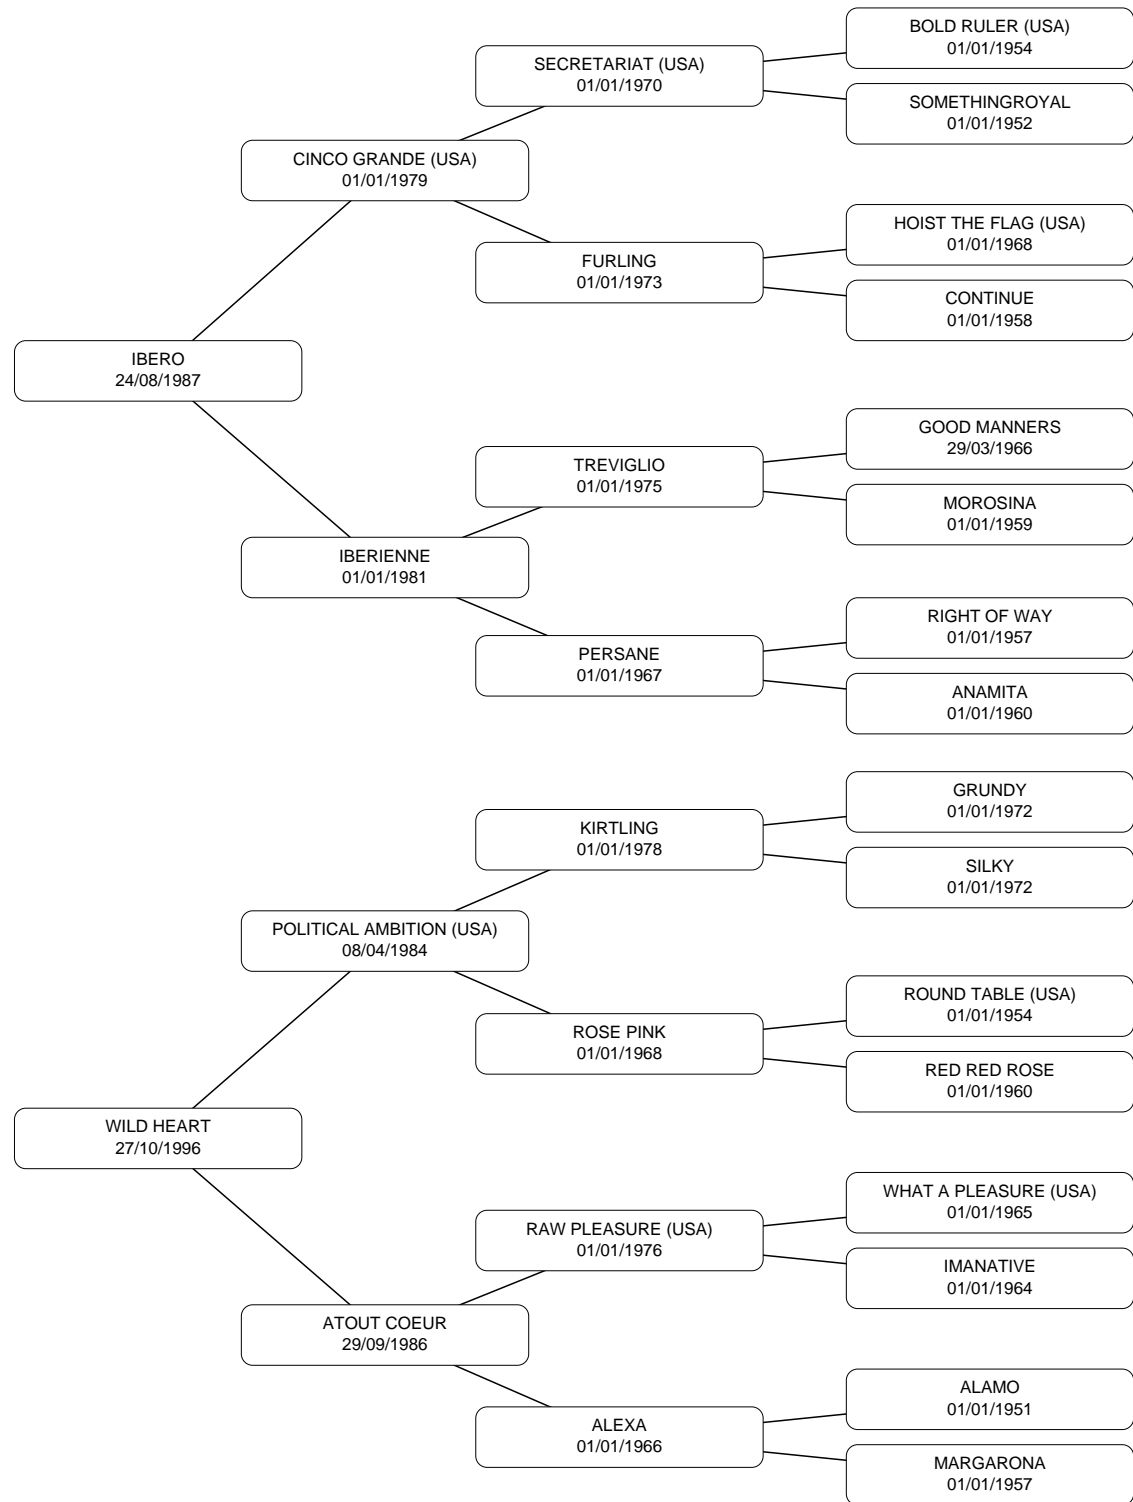 BOLD RULER (USA)
01/01/1954
SECRETARIAT (USA)
01/01/1970
SOMETHINGROYAL
01/01/1952
CINCO GRANDE (USA)
01/01/1979
HOIST THE FLAG (USA)
01/01/1968
FURLING
01/01/1973
CONTINUE
01/01/1958
IBERO
24/08/1987
GOOD MANNERS
29/03/1966
TREVIGLIO
01/01/1975
MOROSINA
01/01/1959
IBERIENNE
01/01/1981
RIGHT OF WAY
01/01/1957
PERSANE
01/01/1967
ANAMITA
01/01/1960
GRUNDY
01/01/1972
KIRTLING
01/01/1978
SILKY
01/01/1972
POLITICAL AMBITION (USA)
08/04/1984
ROUND TABLE (USA)
01/01/1954
ROSE PINK
01/01/1968
RED RED ROSE
01/01/1960
WILD HEART
27/10/1996
WHAT A PLEASURE (USA)
01/01/1965
RAW PLEASURE (USA)
01/01/1976
IMANATIVE
01/01/1964
ATOUT COEUR
29/09/1986
ALAMO
01/01/1951
ALEXA
01/01/1966
MARGARONA
01/01/1957